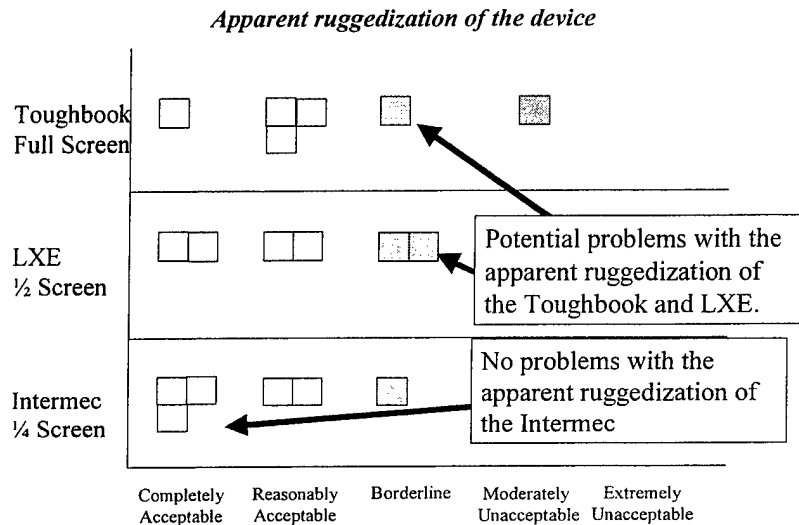 Apparent ruggedization of the device
Toughbook
Full Screen
Potential problems with the
apparent ruggedization of
the Toughbook and LXE.
LXE
½ Screen
No problems with the
apparent ruggedization of
the Intermec
Intermec
¼ Screen
Completely
Acceptable
Reasonably
Acceptable
Borderline
Moderately
Unacceptable
Extremely
Unacceptable